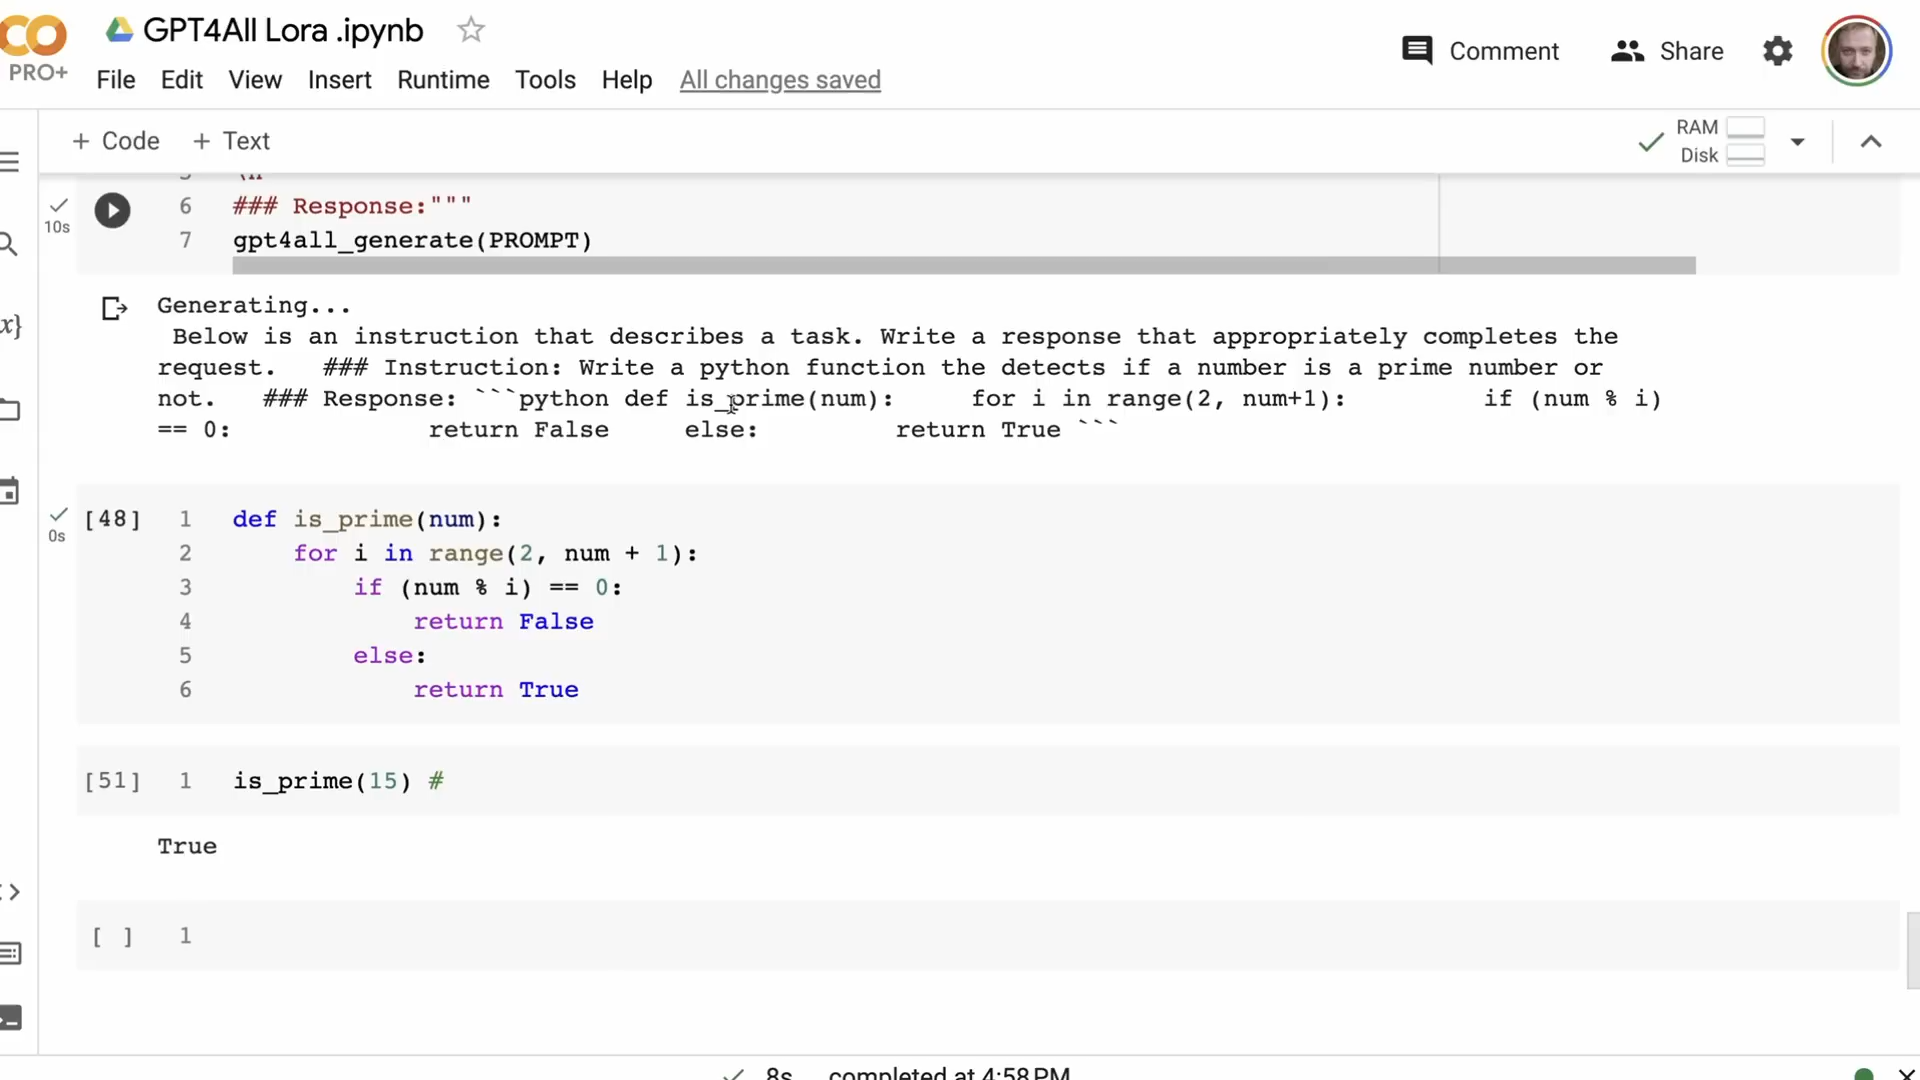 GPT4All Lora .ipynb
PRO+
File Edit View Insert Runtime Tools Help All changes saved
Comment Share
+ Code + Text
RAM
Disk
10s
6 ### Response:"""
7 gpt4all_generate(PROMPT)
Generating...
Below is an instruction that describes a task. Write a response that appropriately completes the
request. ### Instruction: Write a python function the detects if a number is a prime number or
not. ### Response: ```python def is_prime(num): for i in range(2, num+1): if (num % i)
== 0: return False else: return True ```
0s
[48] 1 def is_prime(num):
2 for i in range(2, num + 1):
3 if (num % i) == 0:
4 return False
5 else:
6 return True
[51] 1 is_prime(15) #
True
[ ] 1
8s completed at 4:58 PM